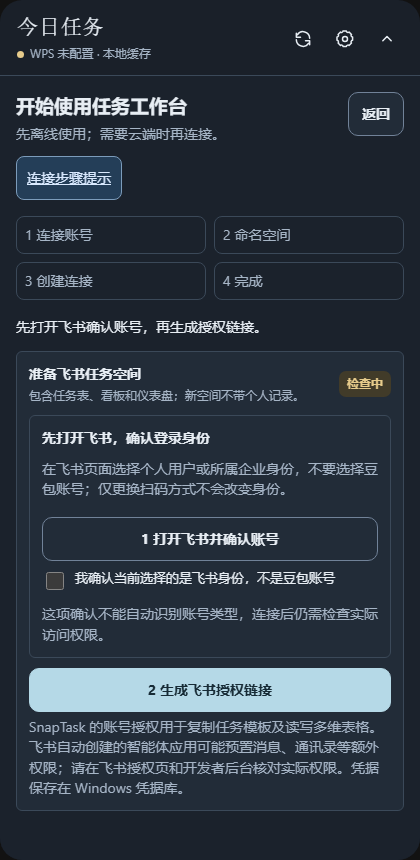 今日任务
WPS 未配置 · 本地缓存
开始使用任务工作台
返回
先离线使用；需要云端时再连接。
连接步骤提示
1 连接账号
2 命名空间
3 创建连接
4 完成
先打开飞书确认账号，再生成授权链接。
准备飞书任务空间
检查中
包含任务表、看板和仪表盘；新空间不带个人记录。
先打开飞书，确认登录身份
在飞书页面选择个人用户或所属企业身份，不要选择豆
包账号；仅更换扫码方式不会改变身份。
1 打开飞书并确认账号
我确认当前选择的是飞书身份，不是豆包账号
这项确认不能自动识别账号类型，连接后仍需检查实际
访问权限。
2 生成飞书授权链接
SnapTask 的账号授权用于复制任务模板及读写多维表格。
飞书自动创建的智能体应用可能预置消息、通讯录等额外
权限；请在飞书授权页和开发者后台核对实际权限。凭据
保存在 Windows 凭据库。